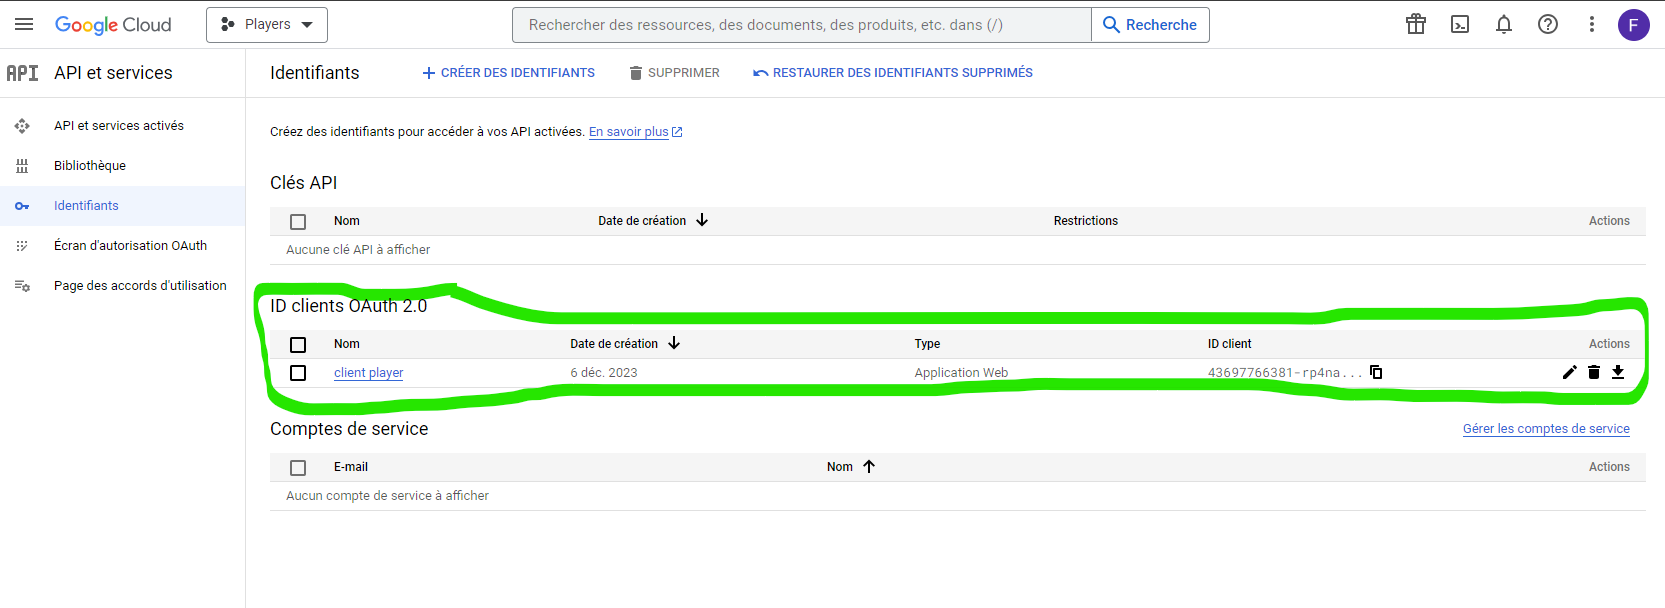 Google Cloud Players Rechercher des ressources, des documents, des produits, etc. dans (/) Recherche F
API API et services Identifiants CRÉER DES IDENTIFIANTS SUPPRIMER RESTAURER DES IDENTIFIANTS SUPPRIMÉS
API et services activés
Bibliothèque
Identifiants
Écran d'autorisation OAuth
Page des accords d'utilisation
Créez des identifiants pour accéder à vos API activées. En savoir plus
Clés API
Nom Date de création Restrictions Actions
Aucune clé API à afficher
ID clients OAuth 2.0
Nom Date de création Type ID client Actions
client player 6 déc. 2023 Application Web 43697766381-rp4na...
Comptes de service Gérer les comptes de service
E-mail Nom Actions
Aucun compte de service à afficher